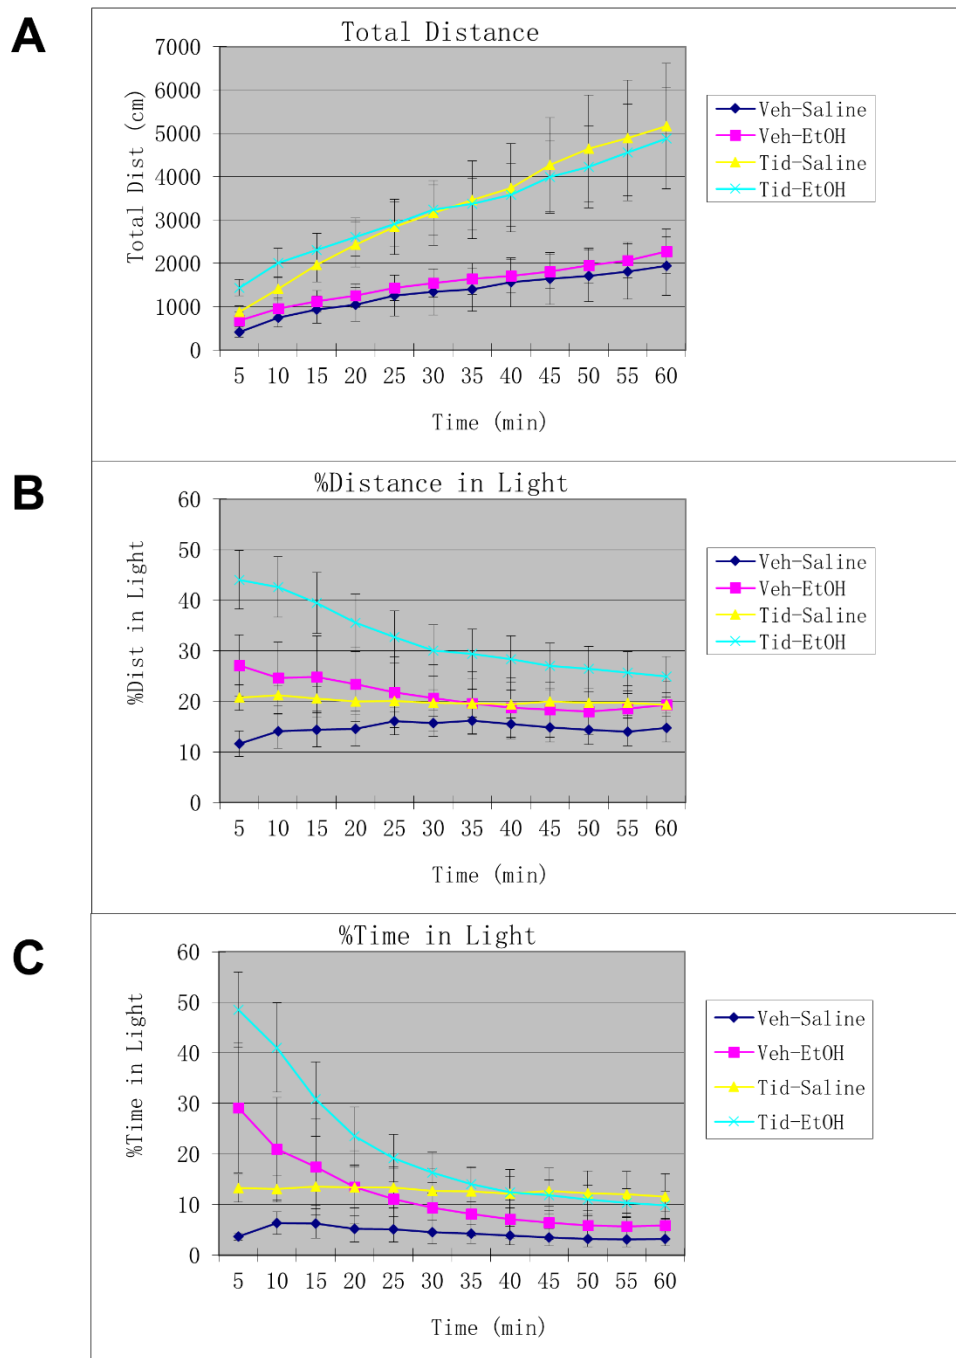 A
Total Distance
7000
6000
5000
4000
3000
2000
1000
0
Total Dist (cm)
5 10 15 20 25 30 35 40 45 50 55 60
Time (min)
Veh-Saline
Veh-EtOH
Tid-Saline
Tid-EtOH
B
%Distance in Light
60
50
40
30
20
10
0
%Dist in Light
5 10 15 20 25 30 35 40 45 50 55 60
Time (min)
Veh-Saline
Veh-EtOH
Tid-Saline
Tid-EtOH
C
%Time in Light
60
50
40
30
20
10
0
%Time in Light
5 10 15 20 25 30 35 40 45 50 55 60
Time (min)
Veh-Saline
Veh-EtOH
Tid-Saline
Tid-EtOH